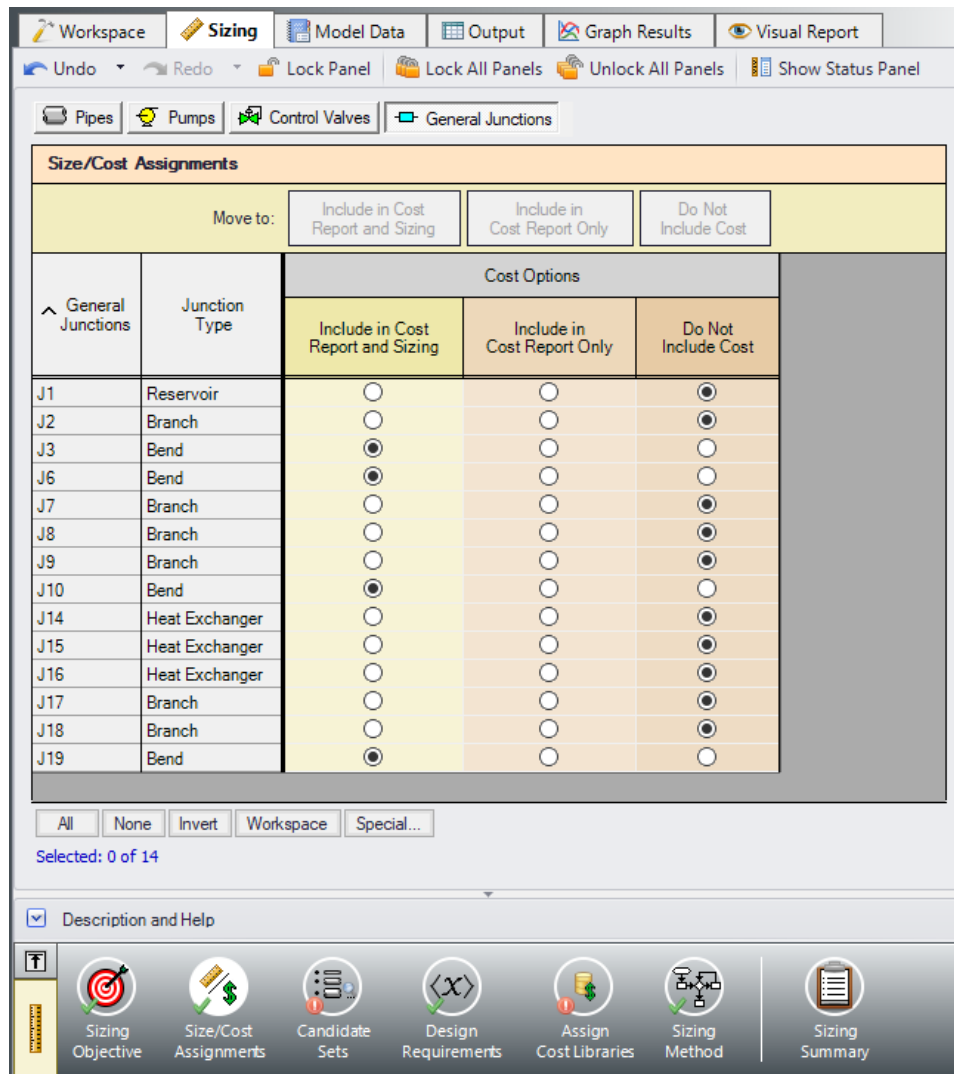 Workspace Sizing Model Data Output Graph Results Visual Report
Undo Redo Lock Panel Lock All Panels Unlock All Panels Show Status Panel
Pipes Pumps Control Valves General Junctions
Size/Cost Assignments
Move to: Include in Cost Report and Sizing Include in Cost Report Only Do Not Include Cost
General Junctions Junction Type Cost Options
Include in Cost Report and Sizing Include in Cost Report Only Do Not Include Cost
J1 Reservoir
J2 Branch
J3 Bend
J6 Bend
J7 Branch
J8 Branch
J9 Branch
J10 Bend
J14 Heat Exchanger
J15 Heat Exchanger
J16 Heat Exchanger
J17 Branch
J18 Branch
J19 Bend
All None Invert Workspace Special...
Selected: 0 of 14
Description and Help
Sizing Objective Size/Cost Assignments Candidate Sets Design Requirements Assign Cost Libraries Sizing Method Sizing Summary